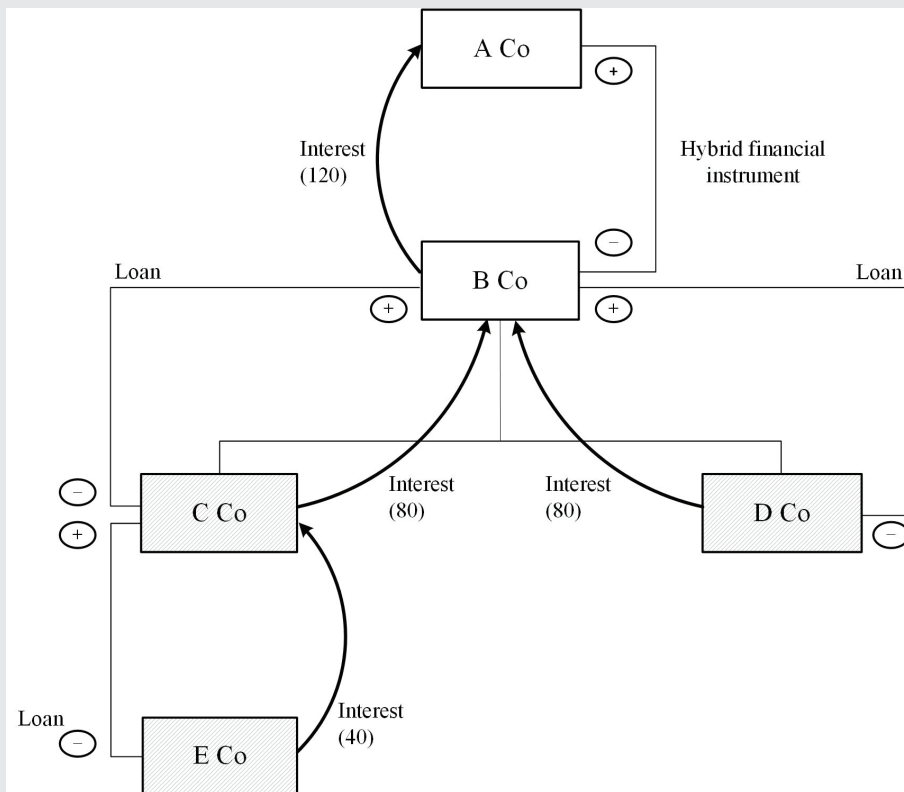 A Co
+
Interest
(120)
Hybrid financial
instrument
−
Loan
B Co
Loan
+
+
Interest
(80)
Interest
(80)
−
C Co
D Co
+
−
Interest
(40)
Loan
−
E Co